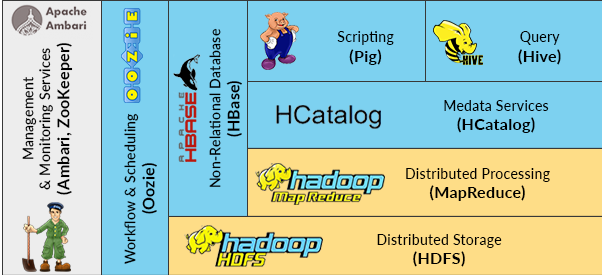 Apache
Ambari
Management
& Monitoring Services
(Ambari, ZooKeeper)
OOZIE
Workflow & Scheduling
(Oozie)
APACHE
HBASE
Non-Relational Database
(HBase)
Scripting
(Pig)
HIVE
Query
(Hive)
HCatalog
Medata Services
(HCatalog)
hadoop
Map Reduce
Distributed Processing
(MapReduce)
hadoop
HDFS
Distributed Storage
(HDFS)